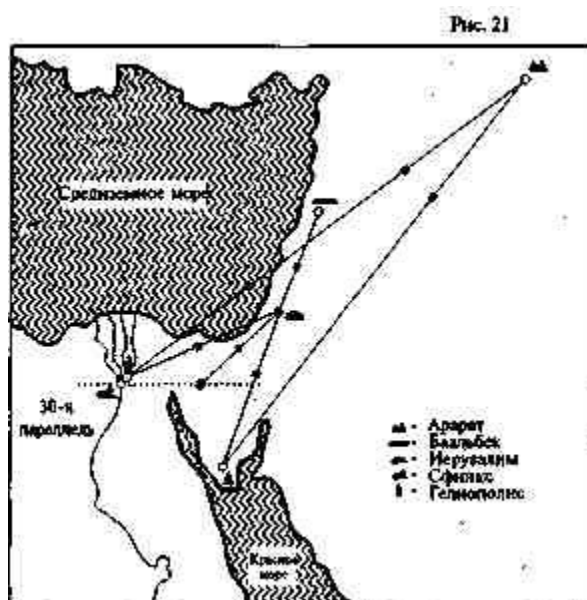 Рис. 21
Средиземное море
30-я
параллель
- Арарат
- Баальбек
- Иерусалим
- Сфинкс
- Гелиополис
Красное
море